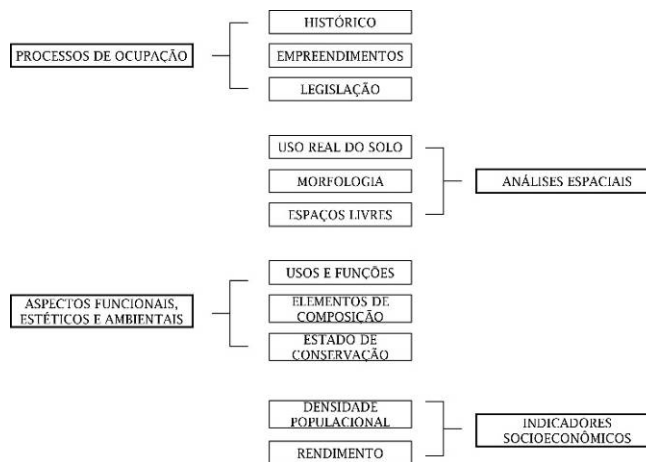 HISTÓRICO
PROCESSOS DE OCUPAÇÃO
EMPREENDIMENTOS
LEGISLAÇÃO
USO REAL DO SOLO
MORFOLOGIA
ANÁLISES ESPACIAIS
ESPAÇOS LIVRES
USOS E FUNÇÕES
ASPECTOS FUNCIONAIS,
ESTÉTICOS E AMBIENTAIS
ELEMENTOS DE
COMPOSIÇÃO
ESTADO DE
CONSERVAÇÃO
DENSIDADE
POPULACIONAL
INDICADORES
SOCIOECONÔMICOS
RENDIMENTO